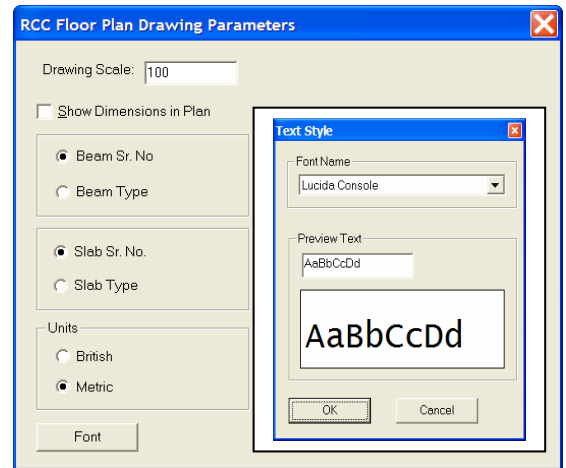 RCC Floor Plan Drawing Parameters
Drawing Scale: 100
Show Dimensions in Plan
Beam Sr. No
Beam Type
Slab Sr. No.
Slab Type
Units
British
Metric
Font
Text Style
Font Name
Lucida Console
Preview Text
AaBbCcDd
AaBbCcDd
OK Cancel